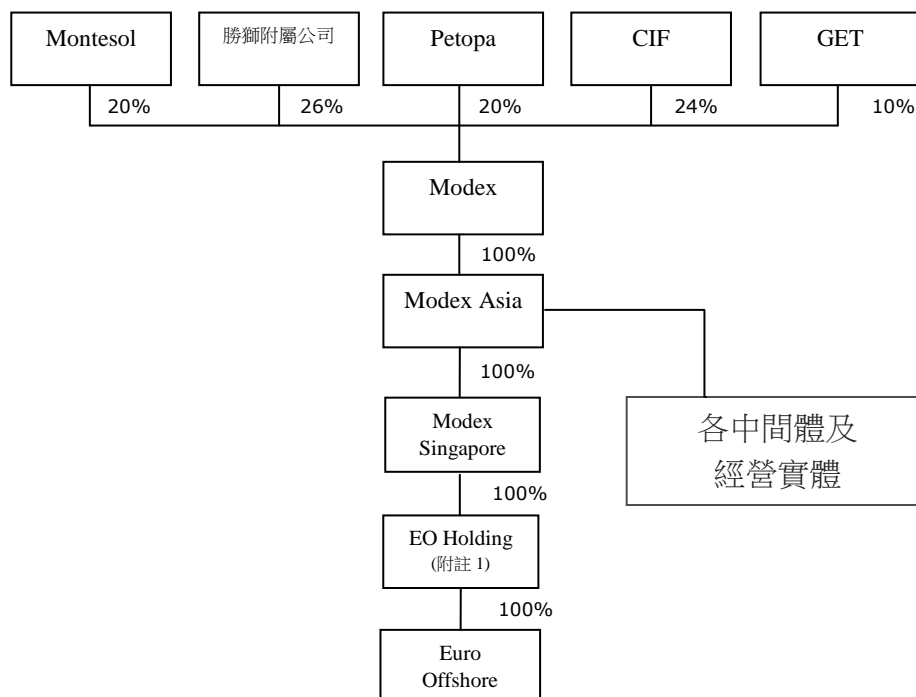 Montesol
勝獅附屬公司
Petopa
CIF
GET
20%
26%
20%
24%
10%
Modex
100%
Modex Asia
100%
Modex
Singapore
各中間體及
經營實體
100%
EO Holding
(附註 1)
100%
Euro
Offshore